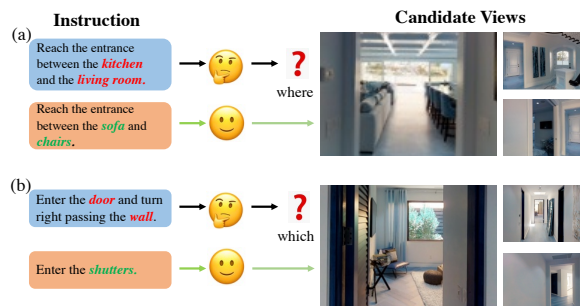 Instruction
Candidate Views
(a)
Reach the entrance
between the kitchen
and the living room.
?
where
Reach the entrance
between the sofa and
chairs.
(b)
Enter the door and turn
right passing the wall.
?
which
Enter the shutters.